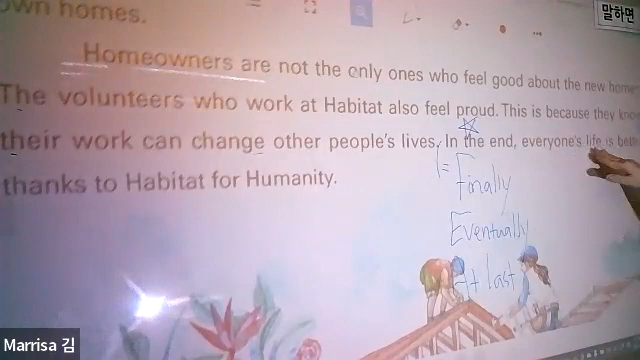 own homes.
말하면
Homeowners are not the only ones who feel good about the new home
The volunteers who work at Habitat also feel proud. This is because they kno
their work can change other people's lives. In the end, everyone's life is bett
thanks to Habitat for Humanity.
= Finally
Eventually
At last
Marrisa 김